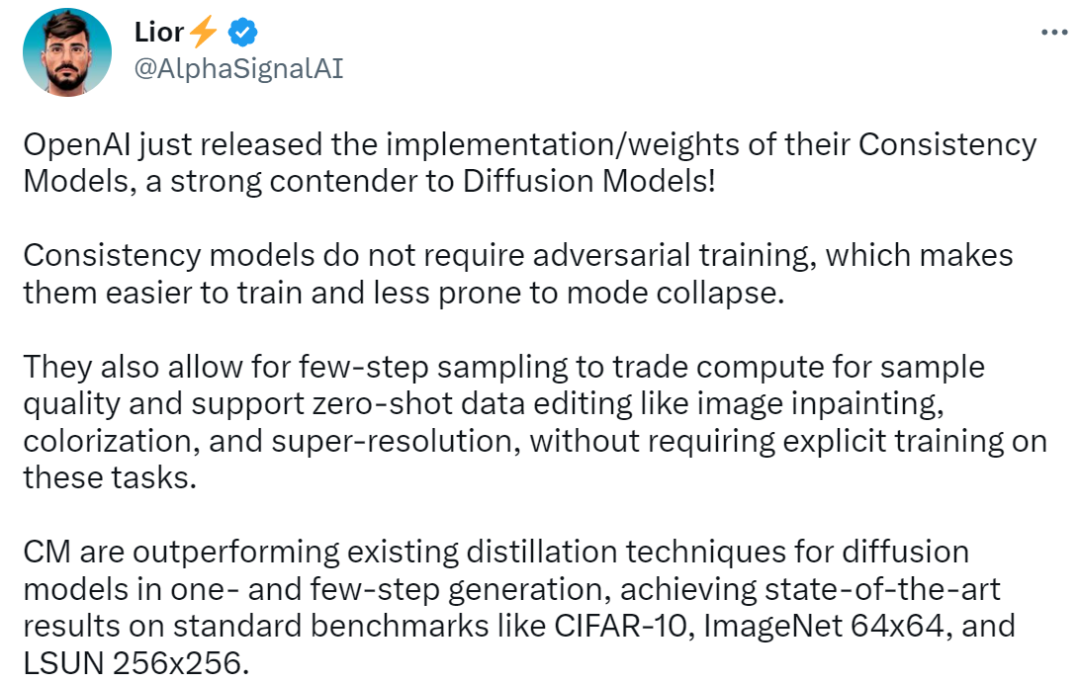 Lior⚡
@AlphaSignalAI
OpenAI just released the implementation/weights of their Consistency
Models, a strong contender to Diffusion Models!
Consistency models do not require adversarial training, which makes
them easier to train and less prone to mode collapse.
They also allow for few-step sampling to trade compute for sample
quality and support zero-shot data editing like image inpainting,
colorization, and super-resolution, without requiring explicit training on
these tasks.
CM are outperforming existing distillation techniques for diffusion
models in one- and few-step generation, achieving state-of-the-art
results on standard benchmarks like CIFAR-10, ImageNet 64x64, and
LSUN 256x256.